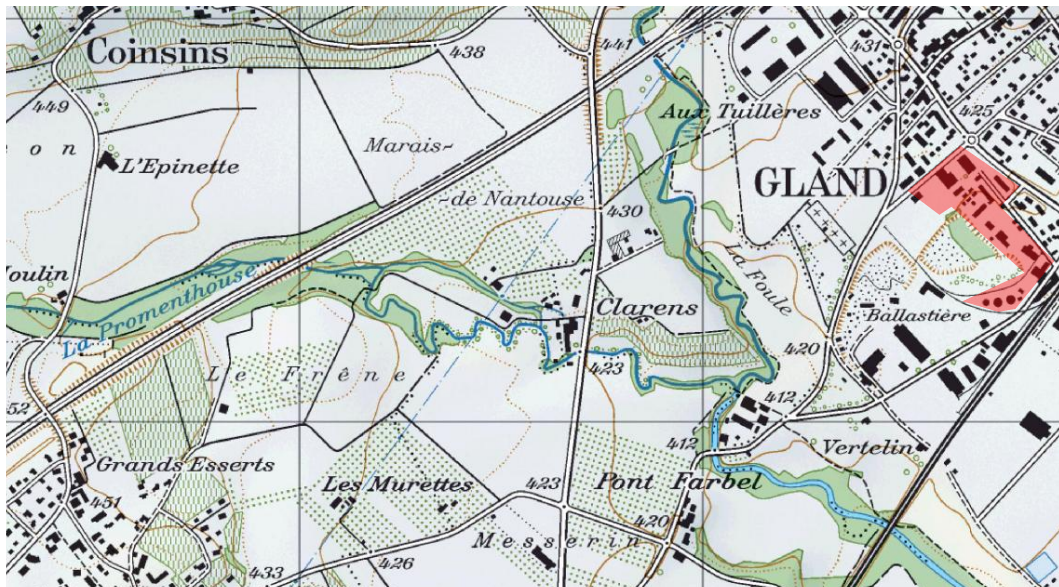 438
441
431
Coinsins
449
425
Aux Tuillères
eon
L'Epinette
Marais-
GLAND
-de Nantouse
430
Moulin
La Promenthouse
La Foule
Clarens
Ballastière
420
Le Frêne
423
52
412
412
Vertelin
Grands Esserts
451
Les Murettes
423
Pont Farbel
420
Messerin
426
433